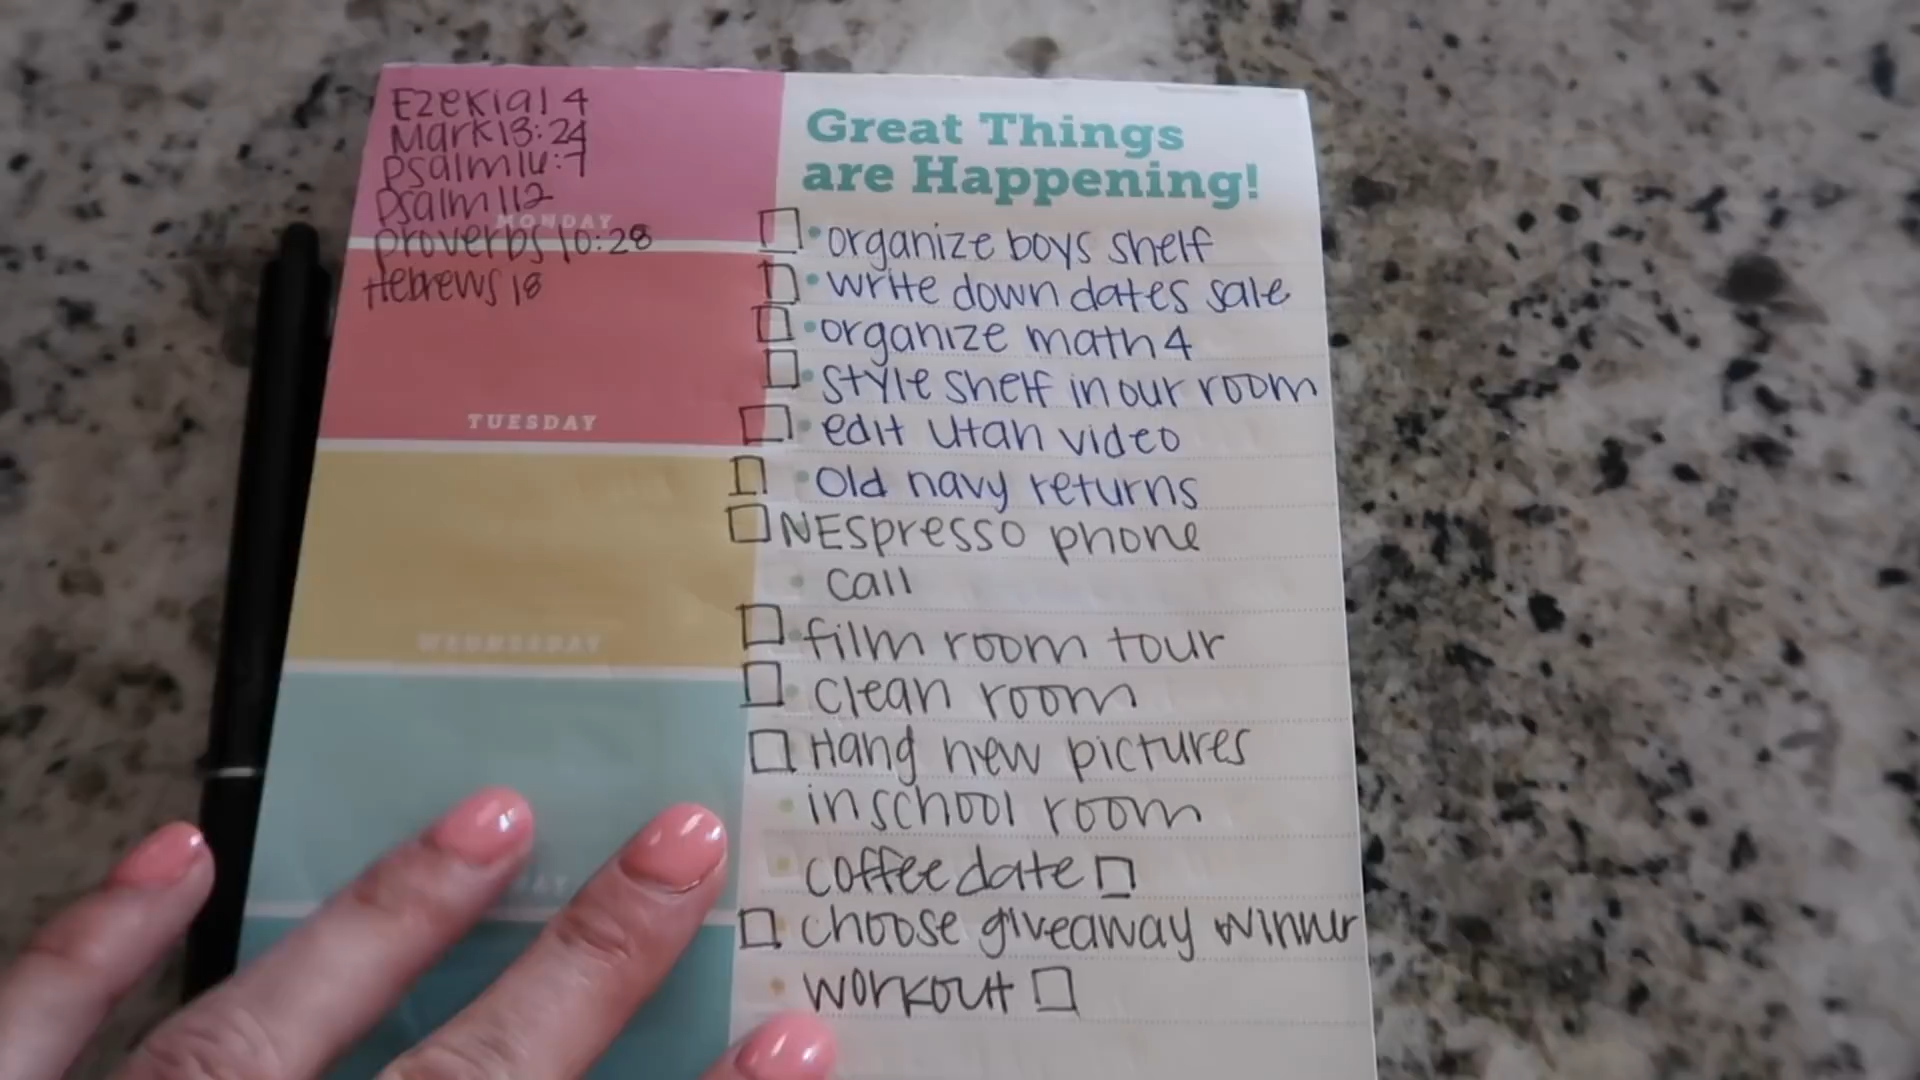 Ezekial 4
Mark 13:24
Psalm 16:7
Psalm 112
MONDAY
Proverbs 10:28
Hebrews 18
TUESDAY
WEDNESDAY
Great Things
are Happening!
organize boys shelf
write down dates sale
organize math 4
style shelf in our room
edit Utah video
Old navy returns
NEspresso phone
call
film room tour
clean room
Hang new pictures
in school room
coffee date
choose giveaway winner
workout